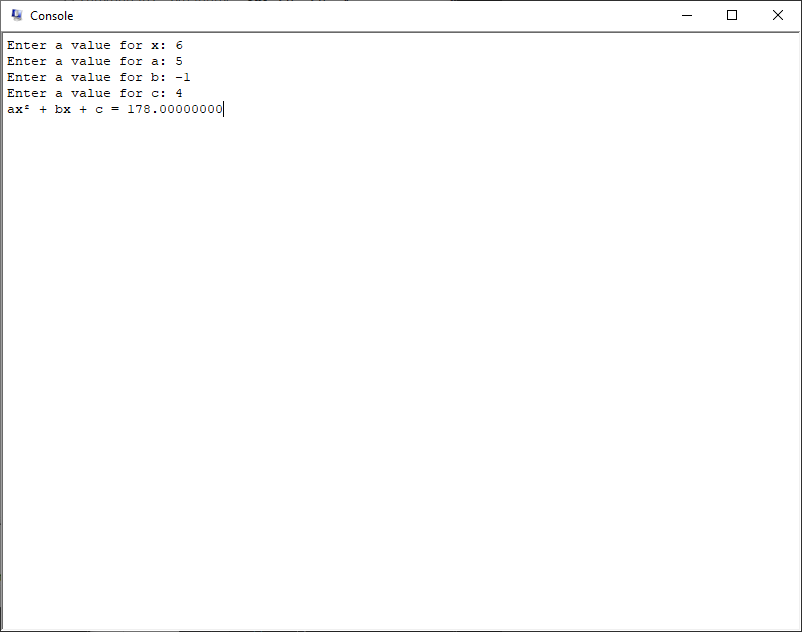 Console
Enter a value for x: 6
Enter a value for a: 5
Enter a value for b: -1
Enter a value for c: 4
ax² + bx + c = 178.00000000